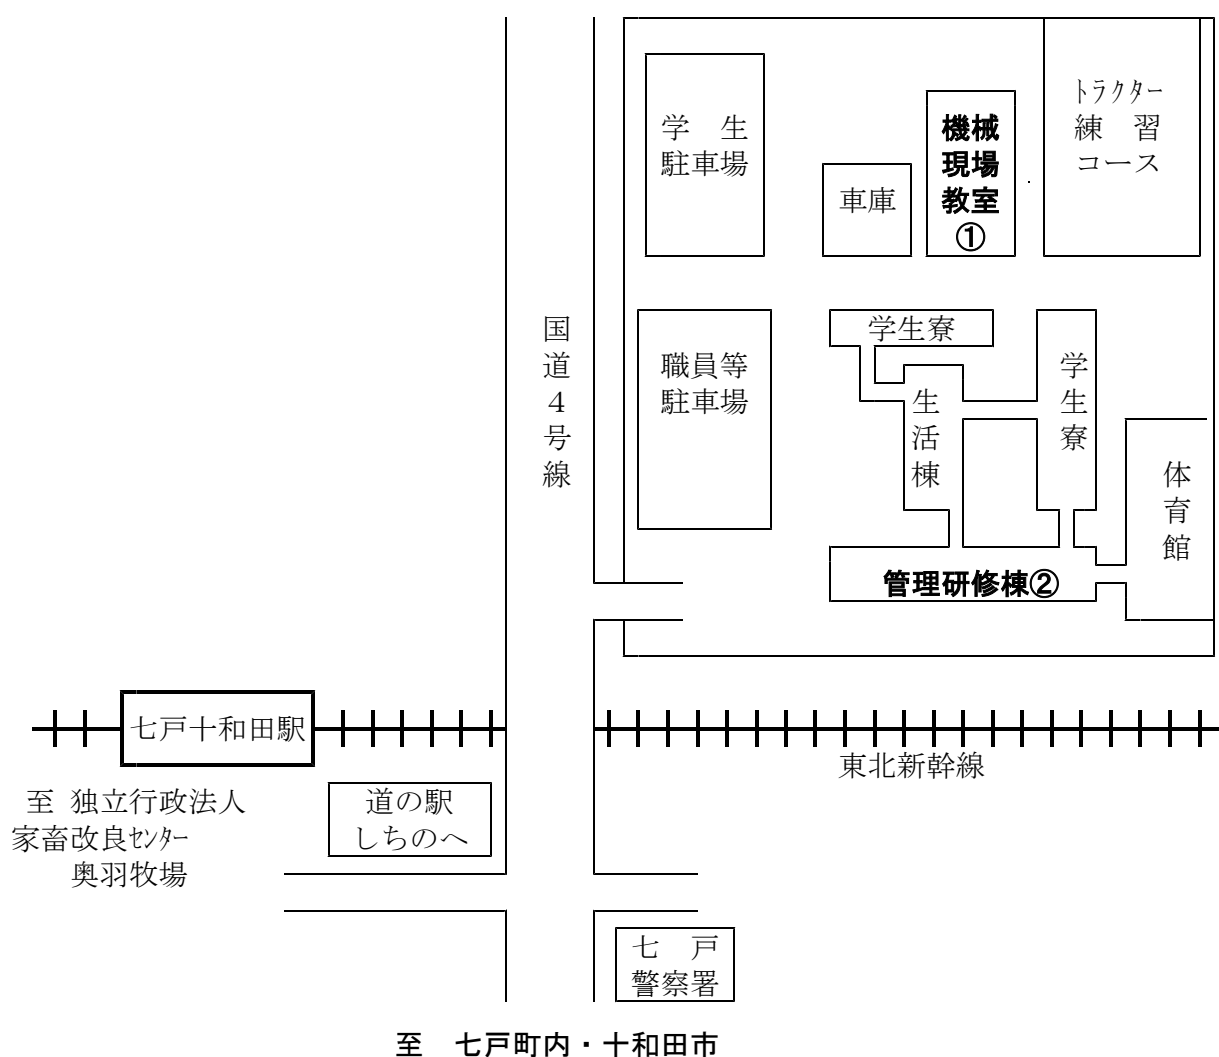 学　生
駐車場
車庫
機械
現場
教室
①
ﾄﾗｸﾀｰ
練　習
コース
国
道
４
号
線
職員等
駐車場
学生寮
生
活
棟
学
生
寮
体
育
館
管理研修棟②
七戸十和田駅
東北新幹線
至 独立行政法人
家畜改良ｾﾝﾀｰ
奥羽牧場
道の駅
しちのへ
七　戸
警察署
至　七戸町内・十和田市